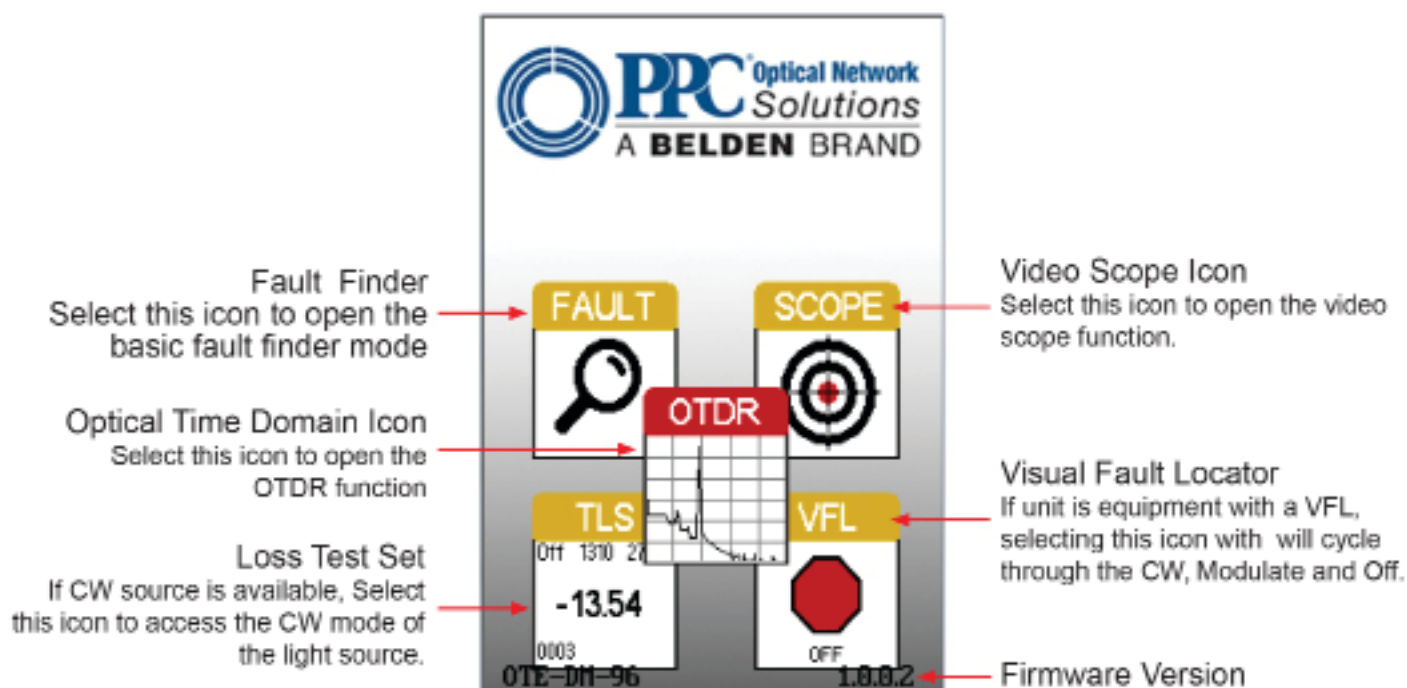 PPC Optical Network
Solutions
A BELDEN BRAND
Fault Finder
Select this icon to open the
basic fault finder mode
Optical Time Domain Icon
Select this icon to open the
OTDR function
Loss Test Set
If CW source is available, Select
this icon to access the CW mode of
the light source.
FAULT
SCOPE
OTDR
TLS
Off 1310 27
-13.54
0003
VFL
OFF
OTE-DM-96
1.0.0.2
Video Scope Icon
Select this icon to open the video
scope function.
Visual Fault Locator
If unit is equipment with a VFL,
selecting this icon with will cycle
through the CW, Modulate and Off.
Firmware Version